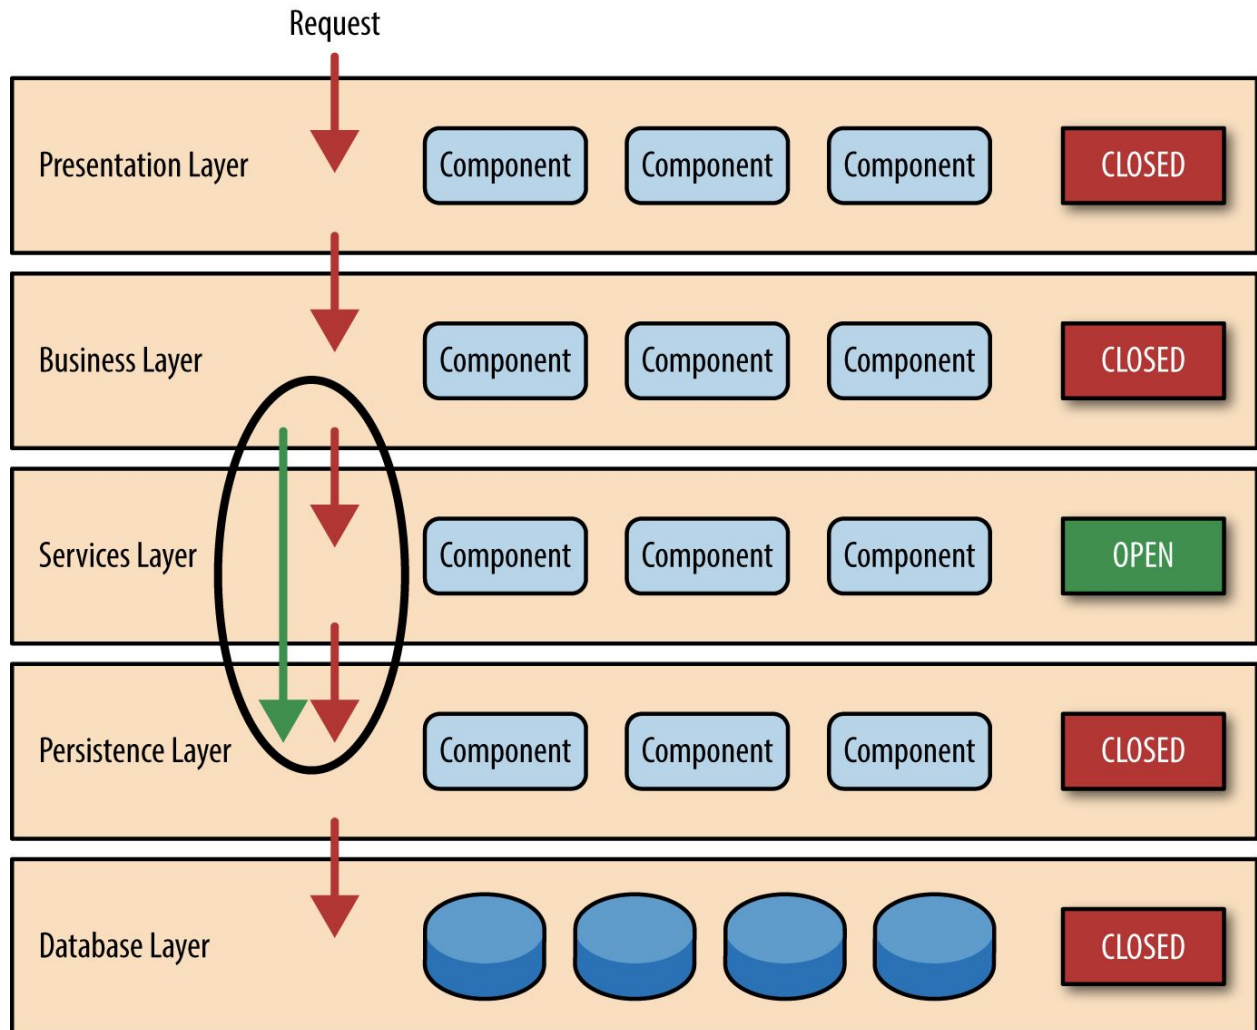 Request
Presentation Layer Component Component Component CLOSED
Business Layer Component Component Component CLOSED
Services Layer Component Component Component OPEN
Persistence Layer Component Component Component CLOSED
Database Layer CLOSED